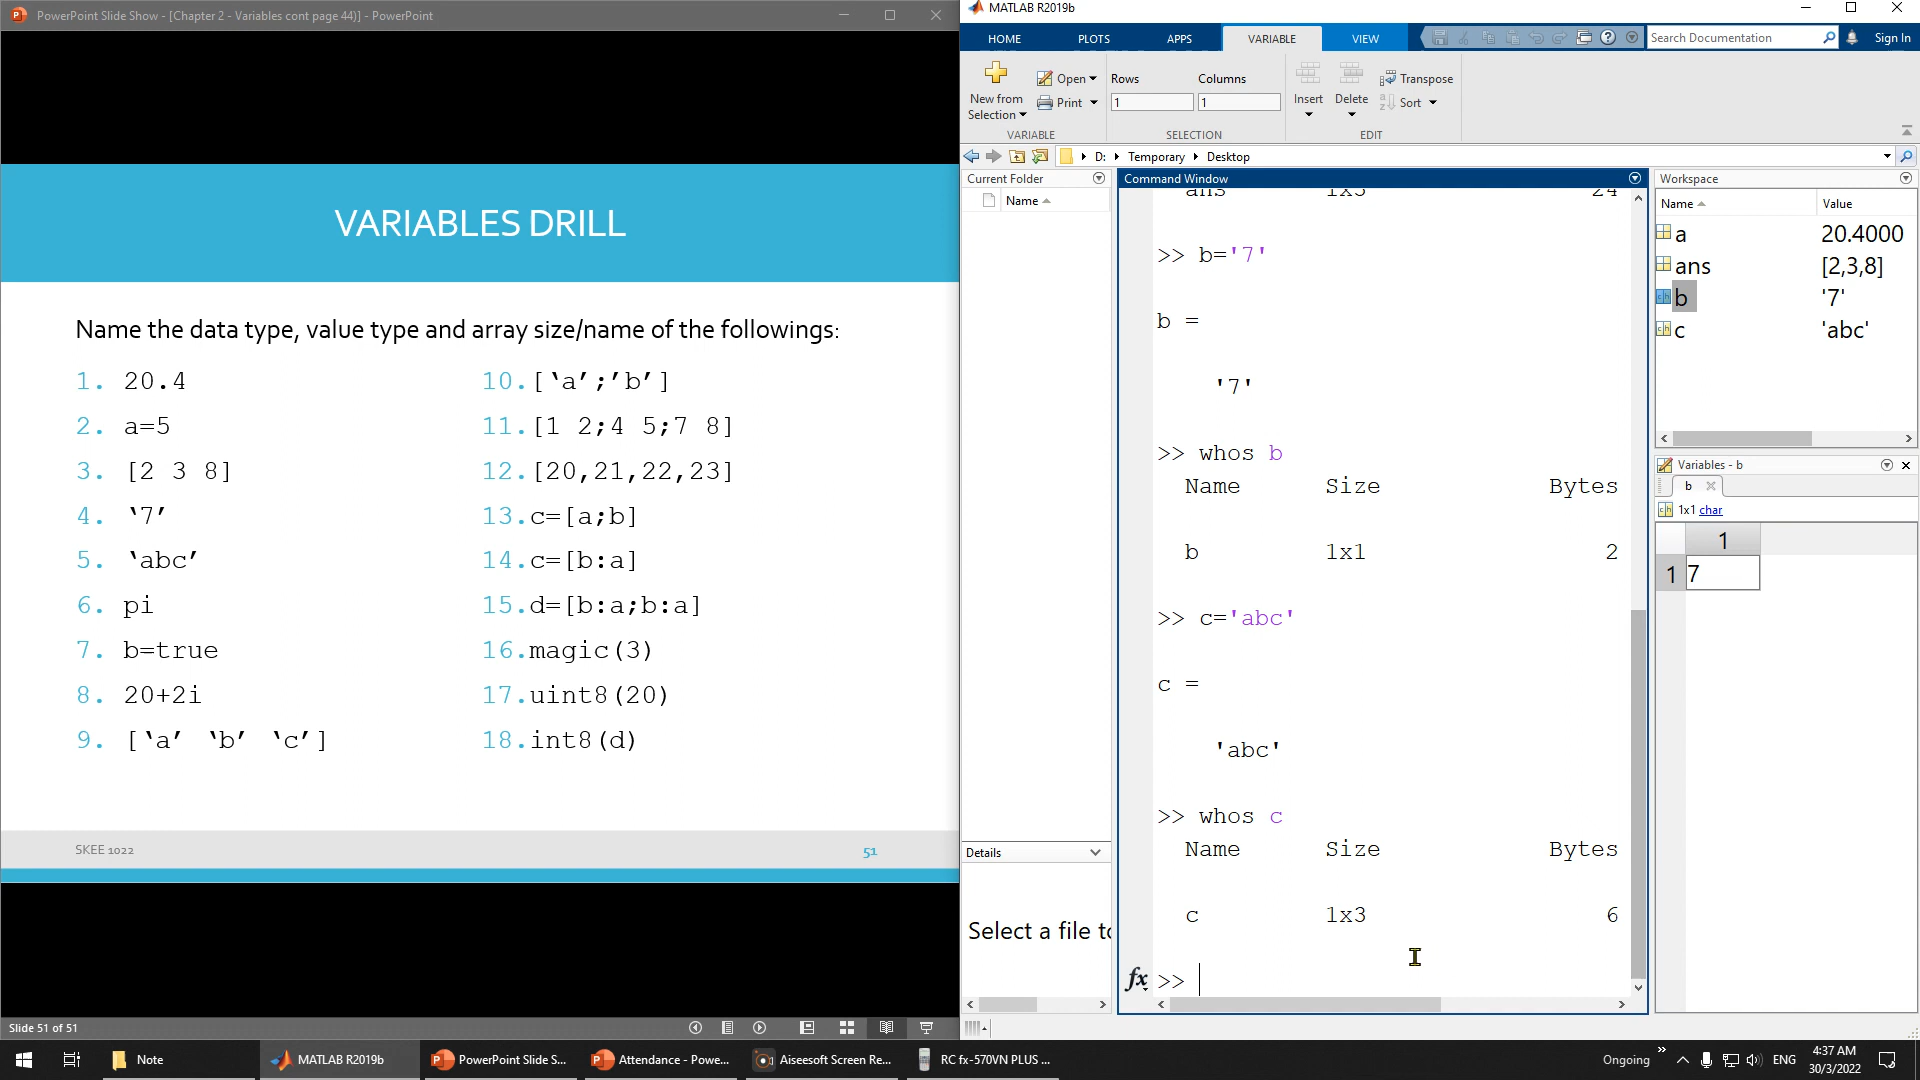 PowerPoint Slide Show - [Chapter 2 - Variables cont page 44)] - PowerPoint
VARIABLES DRILL
Name the data type, value type and array size/name of the followings:
1. 20.4
2. a=5
3. [2 3 8]
4. ‘7’
5. ‘abc’
6. pi
7. b=true
8. 20+2i
9. [‘a’ ‘b’ ‘c’]
10.[‘a’;’b’]
11.[1 2;4 5;7 8]
12.[20,21,22,23]
13.c=[a;b]
14.c=[b:a]
15.d=[b:a;b:a]
16.magic(3)
17.uint8(20)
18.int8(d)
SKEE 1022
51
Slide 51 of 51
MATLAB R2019b
HOME PLOTS APPS VARIABLE VIEW
Search Documentation
Sign In
New from Selection
Open
Print
VARIABLE
Rows
1
Columns
1
SELECTION
Insert
Delete
Transpose
Sort
EDIT
D: Temporary Desktop
Current Folder
Name
Details
Select a file to
Command Window
ans 1x3 24
>> b='7'
b =
'7'
>> whos b
Name Size Bytes
b 1x1 2
>> c='abc'
c =
'abc'
>> whos c
Name Size Bytes
c 1x3 6
fx >>
Workspace
Name Value
a 20.4000
ans [2,3,8]
b '7'
c 'abc'
Variables - b
b
1x1 char
1
1 7
Note
MATLAB R2019b
PowerPoint Slide S...
Attendance - Powe...
Aiseesoft Screen Re...
RC fx-570VN PLUS ...
Ongoing
ENG
4:37 AM
30/3/2022